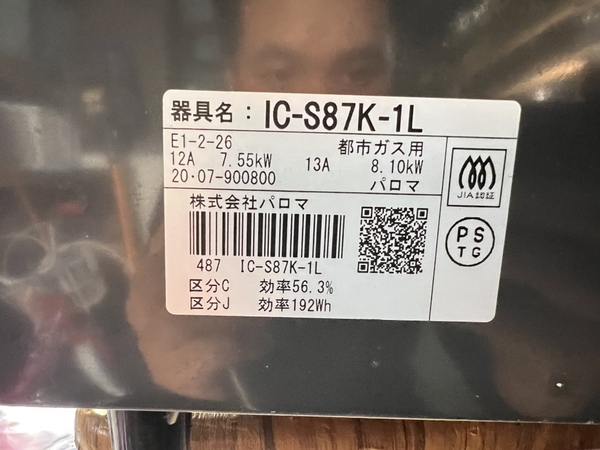 器具名：IC-S87K-1L
E1-2-26 都市ガス用
12A 7.55kW 13A 8.10kW
20・07-900800 パロマ
JIA認証
株式会社パロマ
487 IC-S87K-1L
PS
TG
区分C 効率56.3%
区分J 効率192Wh